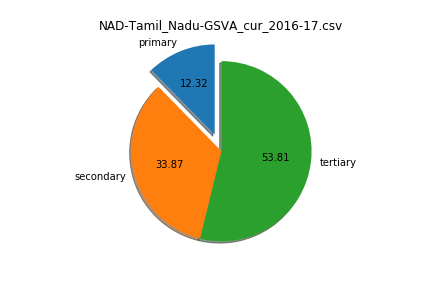 NAD-Tamil_Nadu-GSVA_cur_2016-17.csv
primary
12.32
33.87
53.81
secondary
tertiary